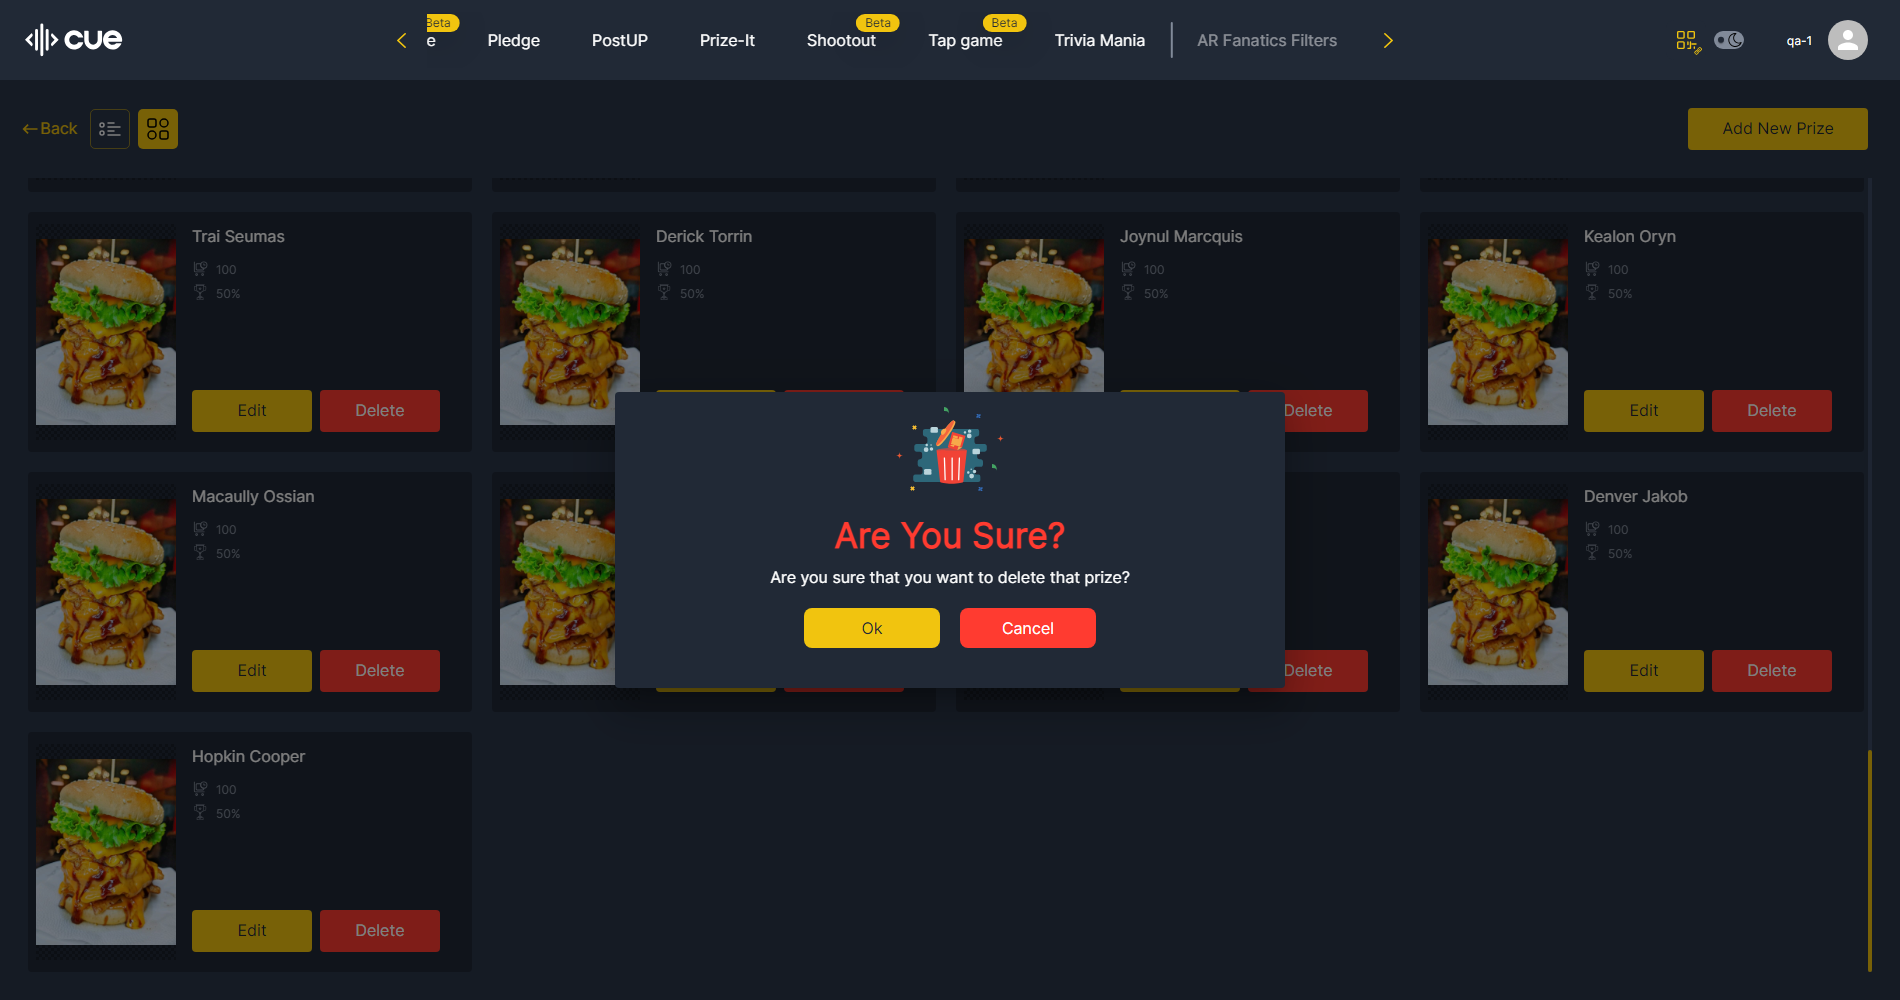 cue
e
Beta
Pledge
PostUP
Prize-It
Shootout
Beta
Tap game
Beta
Trivia Mania
AR Fanatics Filters
qa-1
Back
Add New Prize
Trai Seumas
100
50%
Edit
Delete
Derick Torrin
100
50%
Joynul Marcquis
100
50%
Delete
Kealon Oryn
100
50%
Edit
Delete
Are You Sure?
Are you sure that you want to delete that prize?
Ok
Cancel
Macaully Ossian
100
50%
Edit
Delete
Delete
Denver Jakob
100
50%
Edit
Delete
Hopkin Cooper
100
50%
Edit
Delete